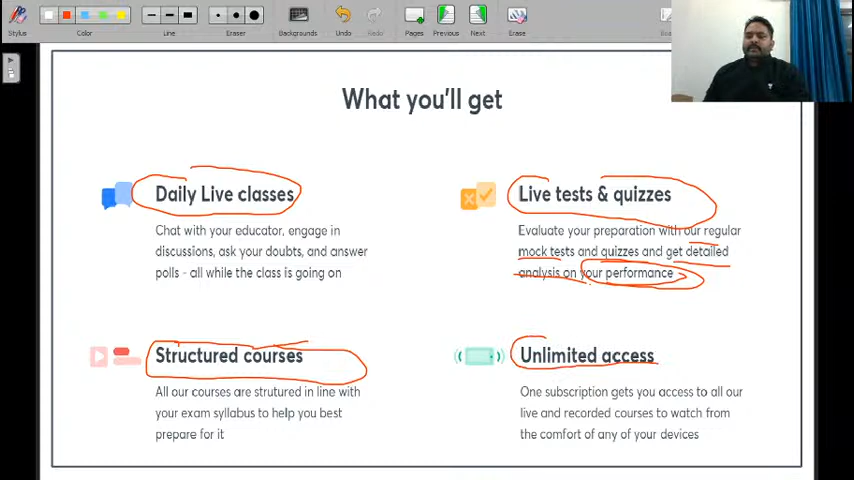 Stylus
Color
Line
Eraser
Backgrounds
Undo
Redo
Pages
Previous
Next
Erase
What you'll get
Daily Live classes
Chat with your educator, engage in
discussions, ask your doubts, and answer
polls - all while the class is going on
Live tests & quizzes
Evaluate your preparation with our regular
mock tests and quizzes and get detailed
analysis on your performance
Structured courses
All our courses are strutured in line with
your exam syllabus to help you best
prepare for it
Unlimited access
One subscription gets you access to all our
live and recorded courses to watch from
the comfort of any of your devices